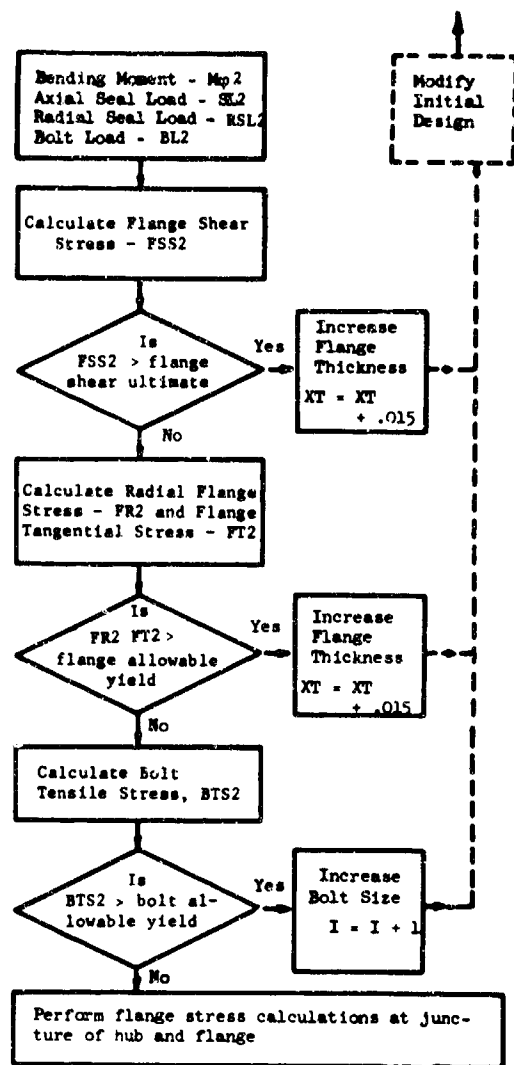 Bending Moment - Mφ2
Axial Seal Load - SL2
Radial Seal Load - RSL2
Bolt Load - BL2
Modify
Initial
Design
Calculate Flange Shear
Stress - FSS2
Is
FSS2 > flange
shear ultimate
Yes
Increase
Flange
Thickness
XT = XT
+ .015
No
Calculate Radial Flange
Stress - FR2 and Flange
Tangential Stress - FT2
Is
FR2 FT2 >
flange allowable
yield
Yes
Increase
Flange
Thickness
XT = XT
+ .015
No
Calculate Bolt
Tensile Stress, BTS2
Is
BTS2 > bolt al-
lowable yield
Yes
Increase
Bolt Size
I = I + 1
No
Perform flange stress calculations at junc-
ture of hub and flange